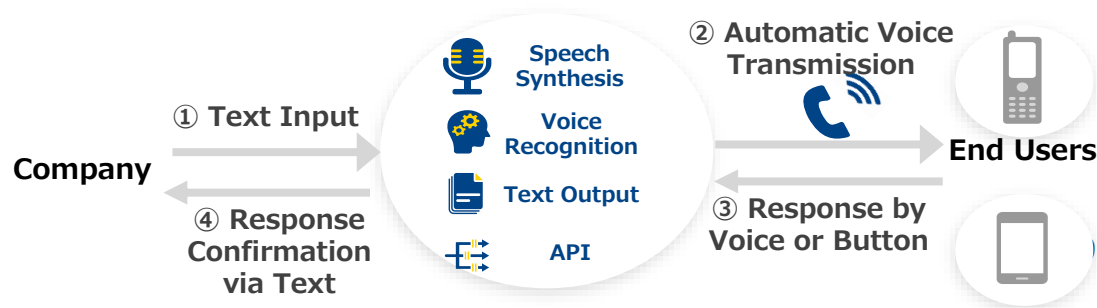 Company
① Text Input
④ Response
Confirmation
via Text
Speech
Synthesis
Voice
Recognition
Text Output
API
② Automatic Voice
Transmission
③ Response by
Voice or Button
End Users